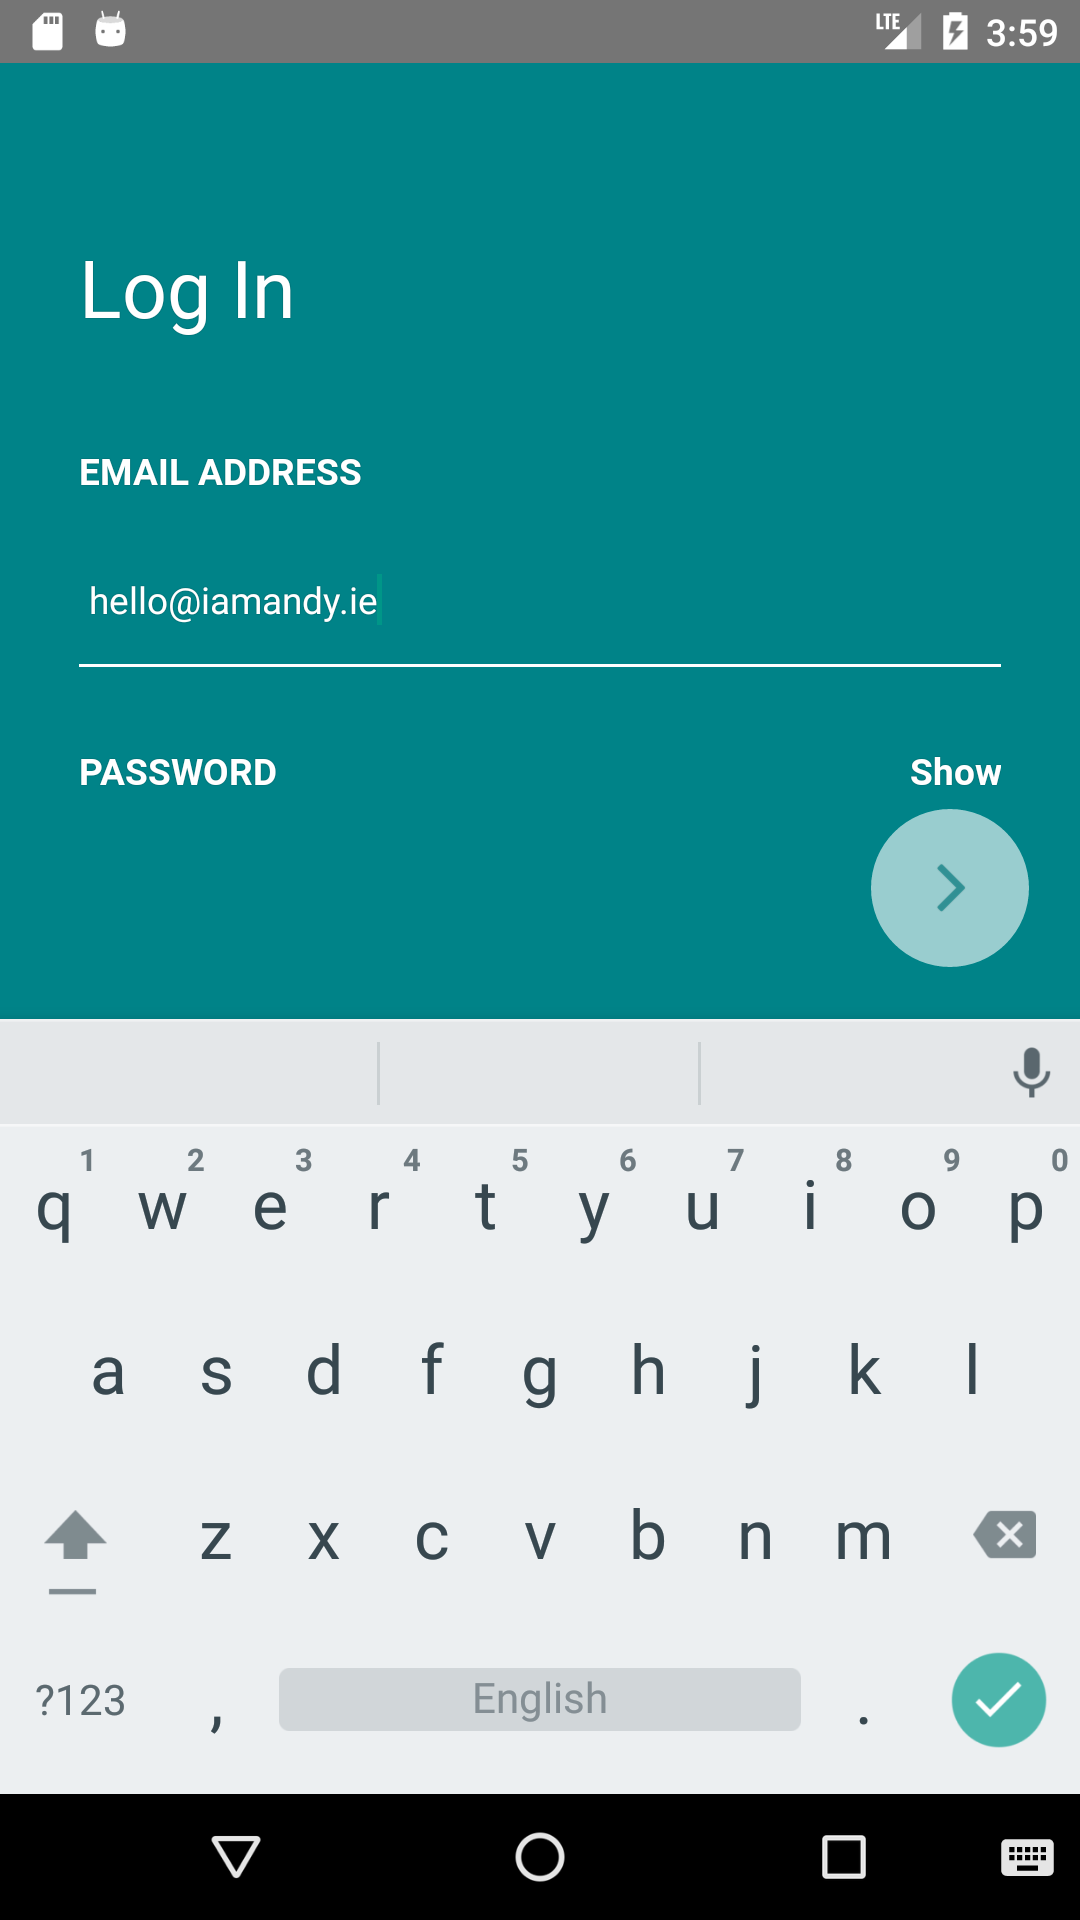 LTE 3:59
Log In
EMAIL ADDRESS
hello@iamandy.ie
PASSWORD Show
1 2 3 4 5 6 7 8 9 0
q w e r t y u i o p
a s d f g h j k l
z x c v b n m
?123 , English .